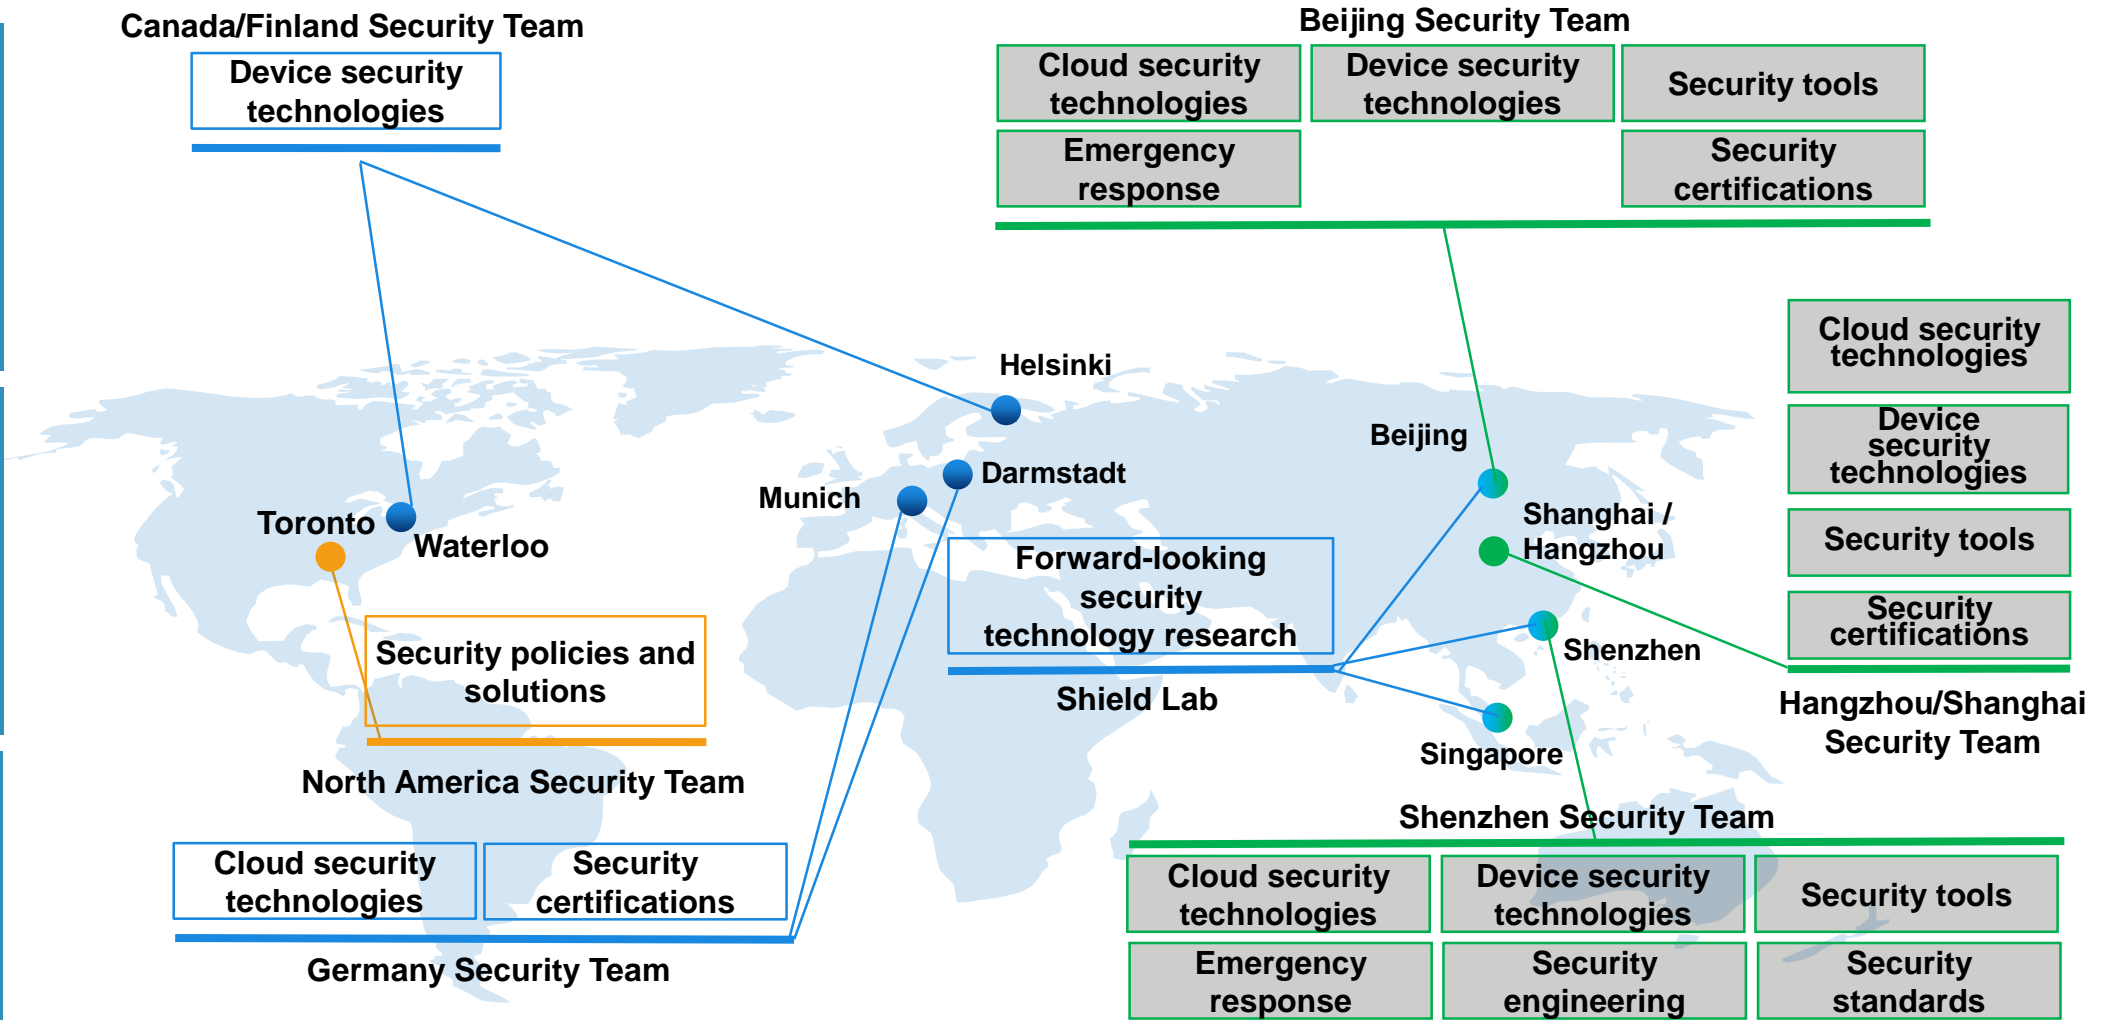 Canada/Finland Security Team
Device security
technologies
Beijing Security Team
Cloud security
technologies
Device security
technologies
Security tools
Emergency
response
Security
certifications
Helsinki
Darmstadt
Munich
Toronto
Waterloo
Beijing
Shanghai /
Hangzhou
Shenzhen
Singapore
Cloud security
technologies
Device
security
technologies
Security tools
Security
certifications
Hangzhou/Shanghai
Security Team
Forward-looking
security
technology research
Shield Lab
Security policies and
solutions
North America Security Team
Cloud security
technologies
Security
certifications
Germany Security Team
Shenzhen Security Team
Cloud security
technologies
Device security
technologies
Security tools
Emergency
response
Security
engineering
Security
standards